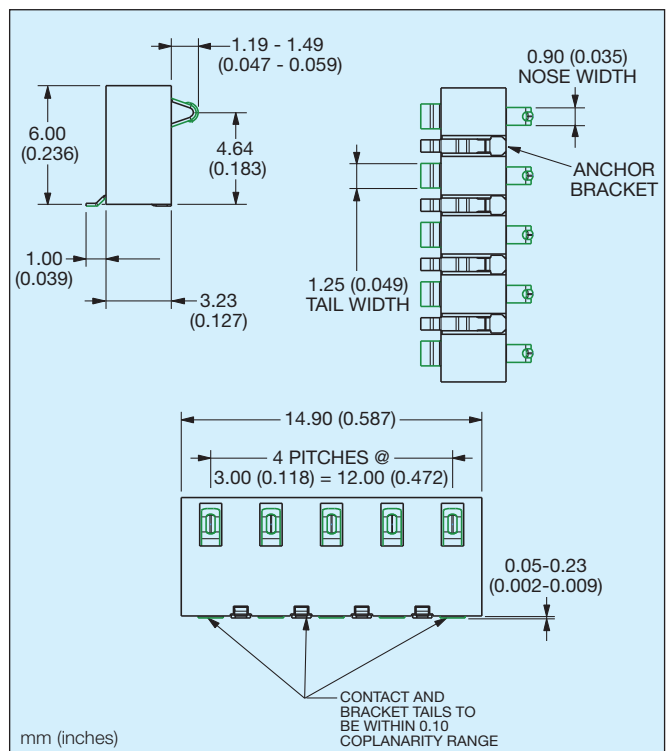 1.19 - 1.49
(0.047 - 0.059)
6.00
(0.236)
4.64
(0.183)
1.00
(0.039)
3.23
(0.127)
0.90 (0.035)
NOSE WIDTH
ANCHOR
BRACKET
1.25 (0.049)
TAIL WIDTH
14.90 (0.587)
4 PITCHES @
3.00 (0.118) = 12.00 (0.472)
0.05-0.23
(0.002-0.009)
CONTACT AND
BRACKET TAILS TO
BE WITHIN 0.10
COPLANARITY RANGE
mm (inches)